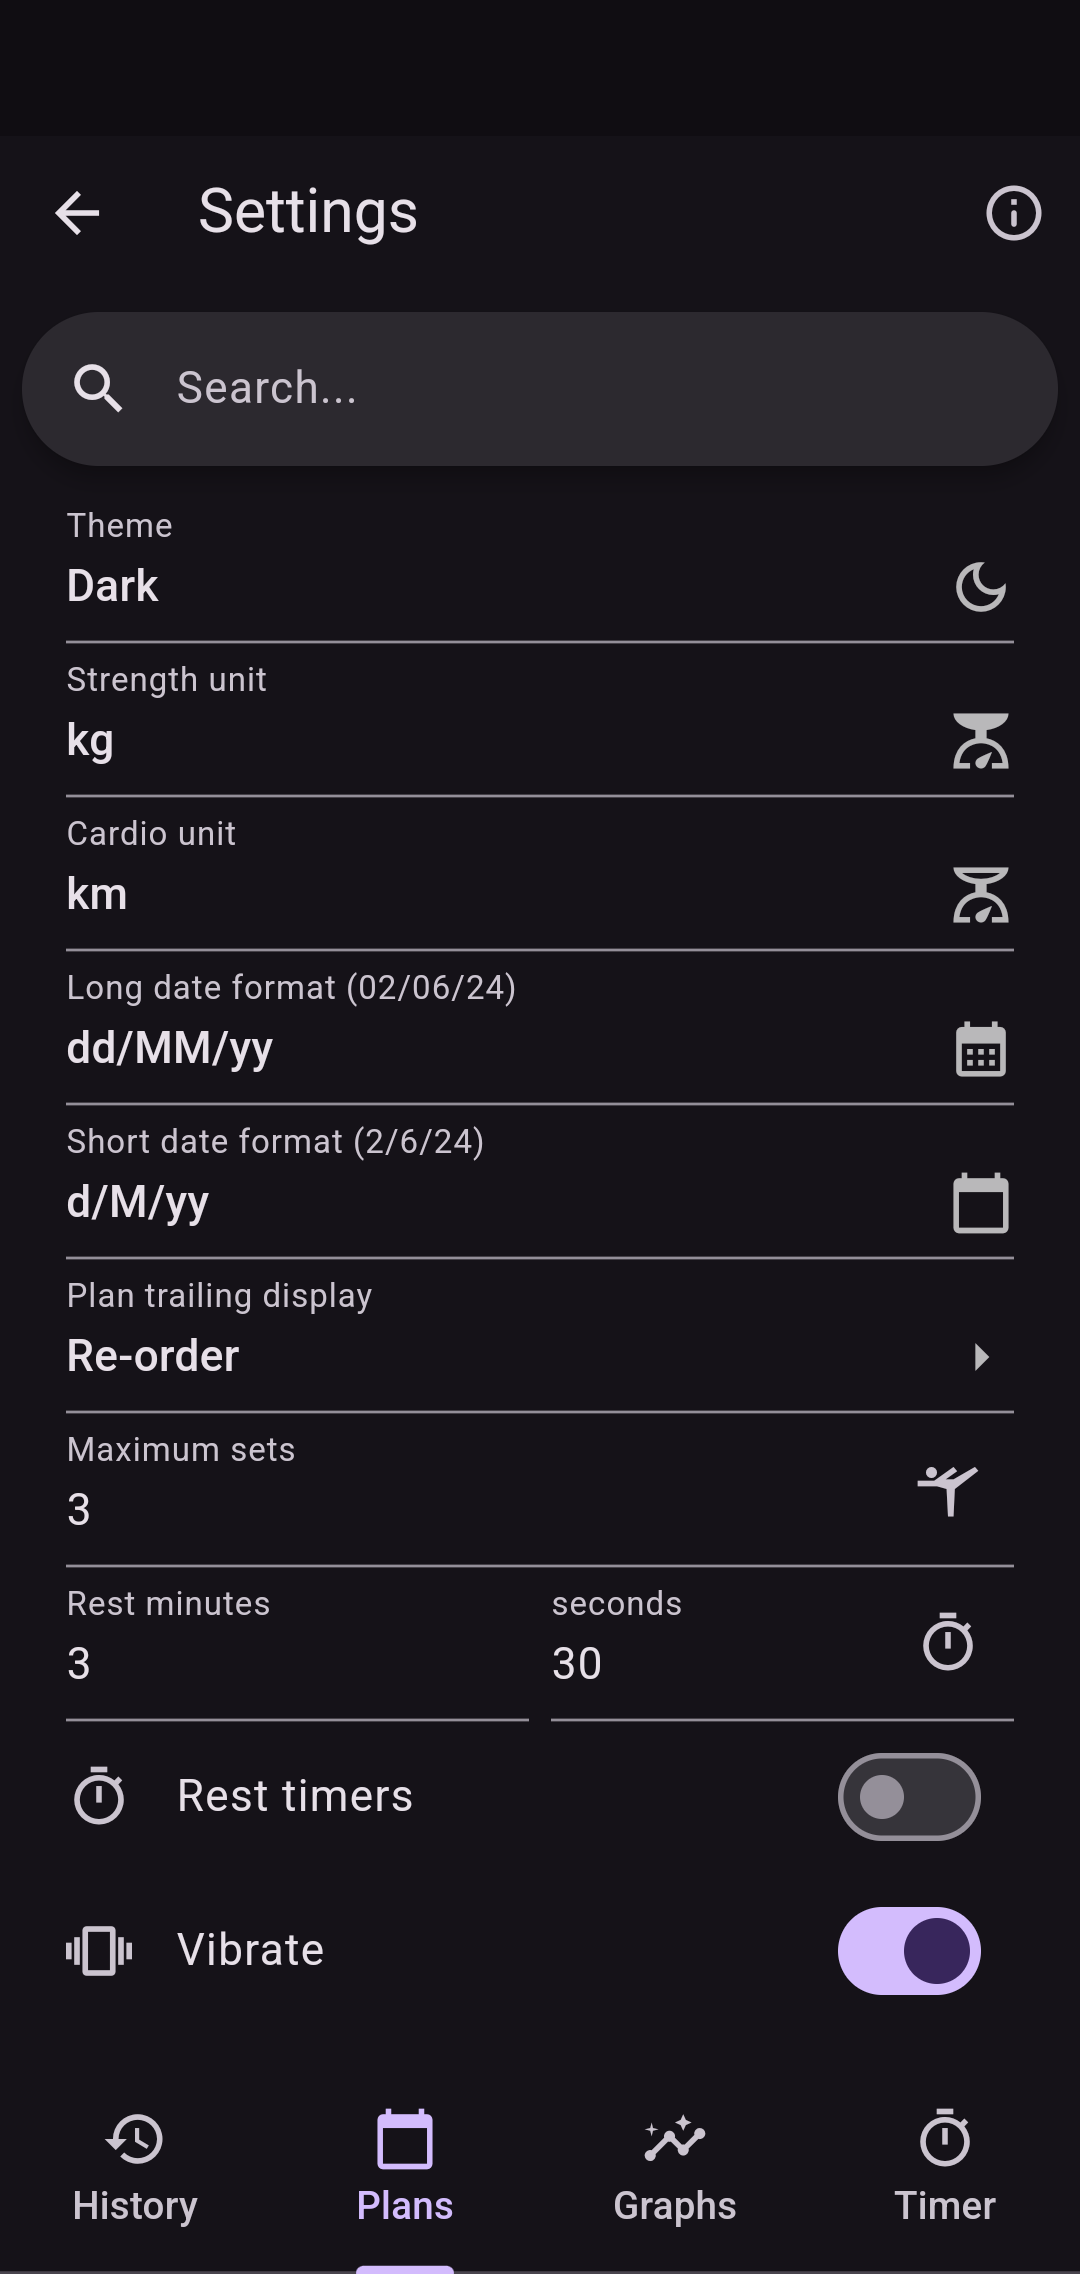 Settings
Search...
Theme
Dark
Strength unit
kg
Cardio unit
km
Long date format (02/06/24)
dd/MM/yy
Short date format (2/6/24)
d/M/yy
Plan trailing display
Re-order
Maximum sets
3
Rest minutes seconds
3 30
Rest timers
Vibrate
History Plans Graphs Timer